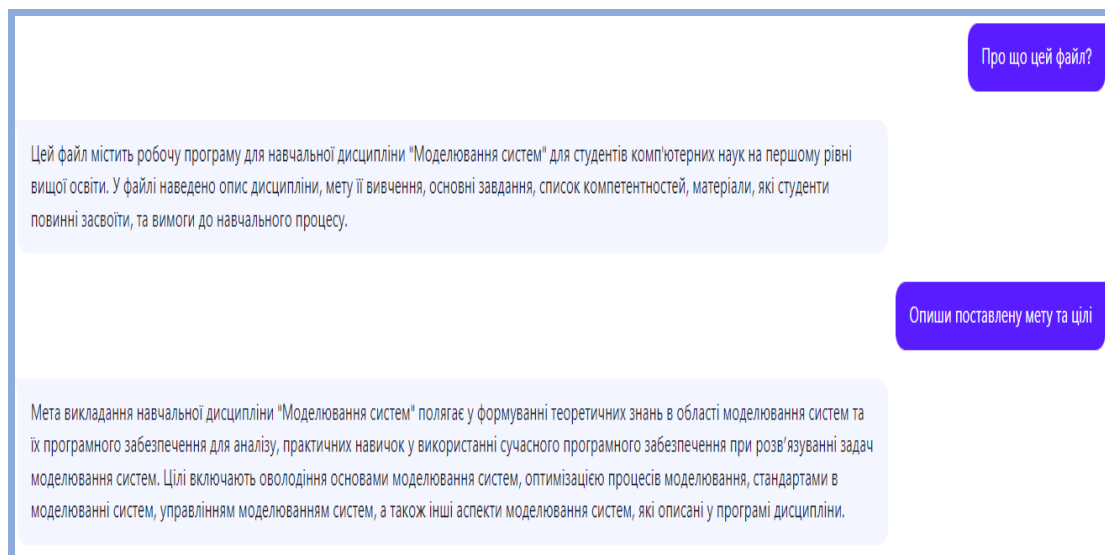 Про що цей файл?
Цей файл містить робочу програму для навчальної дисципліни "Моделювання систем" для студентів комп'ютерних наук на першому рівні
вищої освіти. У файлі наведено опис дисципліни, мету її вивчення, основні завдання, список компетентностей, матеріали, які студенти
повинні засвоїти, та вимоги до навчального процесу.
Опиши поставлену мету та цілі
Мета викладання навчальної дисципліни "Моделювання систем" полягає у формуванні теоретичних знань в області моделювання систем та
їх програмного забезпечення для аналізу, практичних навичок у використанні сучасного програмного забезпечення при розв'язуванні задач
моделювання систем. Цілі включають оволодіння основами моделювання систем, оптимізацією процесів моделювання, стандартами в
моделюванні систем, управлінням моделюванням систем, а також інші аспекти моделювання систем, які описані у програмі дисципліни.